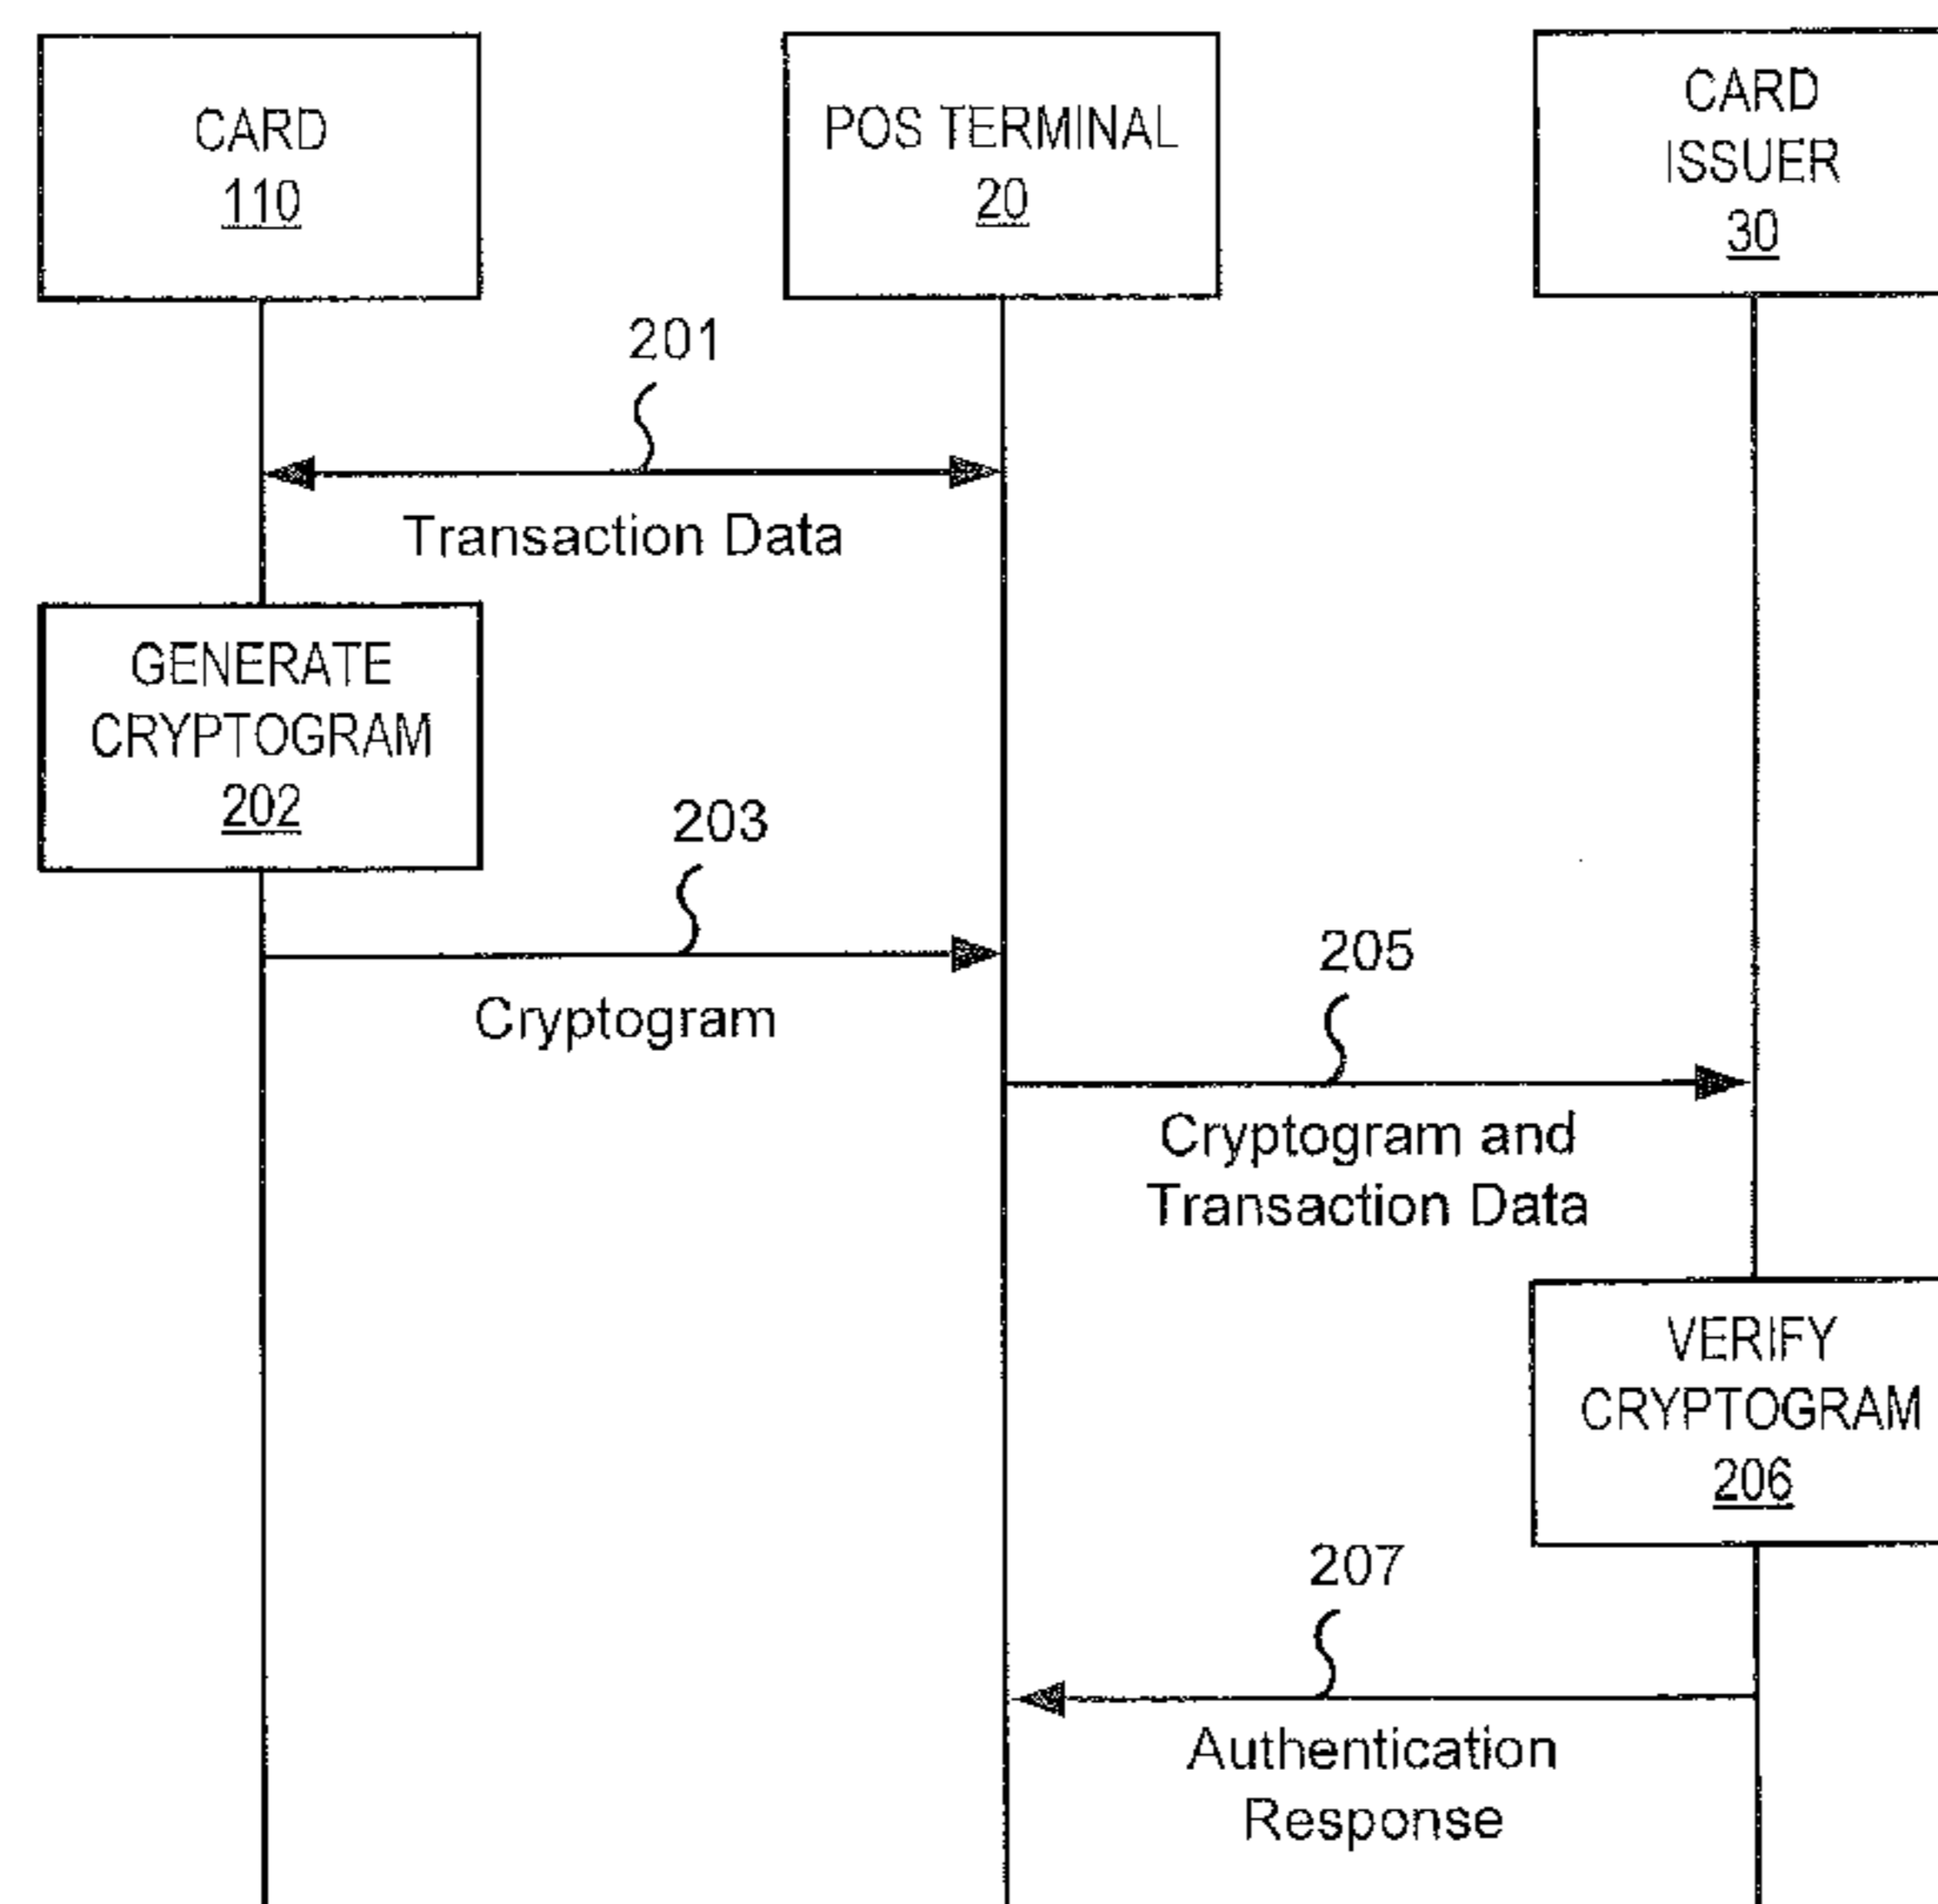 CARD
110
POS TERMINAL
20
CARD
ISSUER
30
201
Transaction Data
GENERATE
CRYPTOGRAM
202
203
Cryptogram
205
Cryptogram and
Transaction Data
VERIFY
CRYPTOGRAM
206
207
Authentication
Response